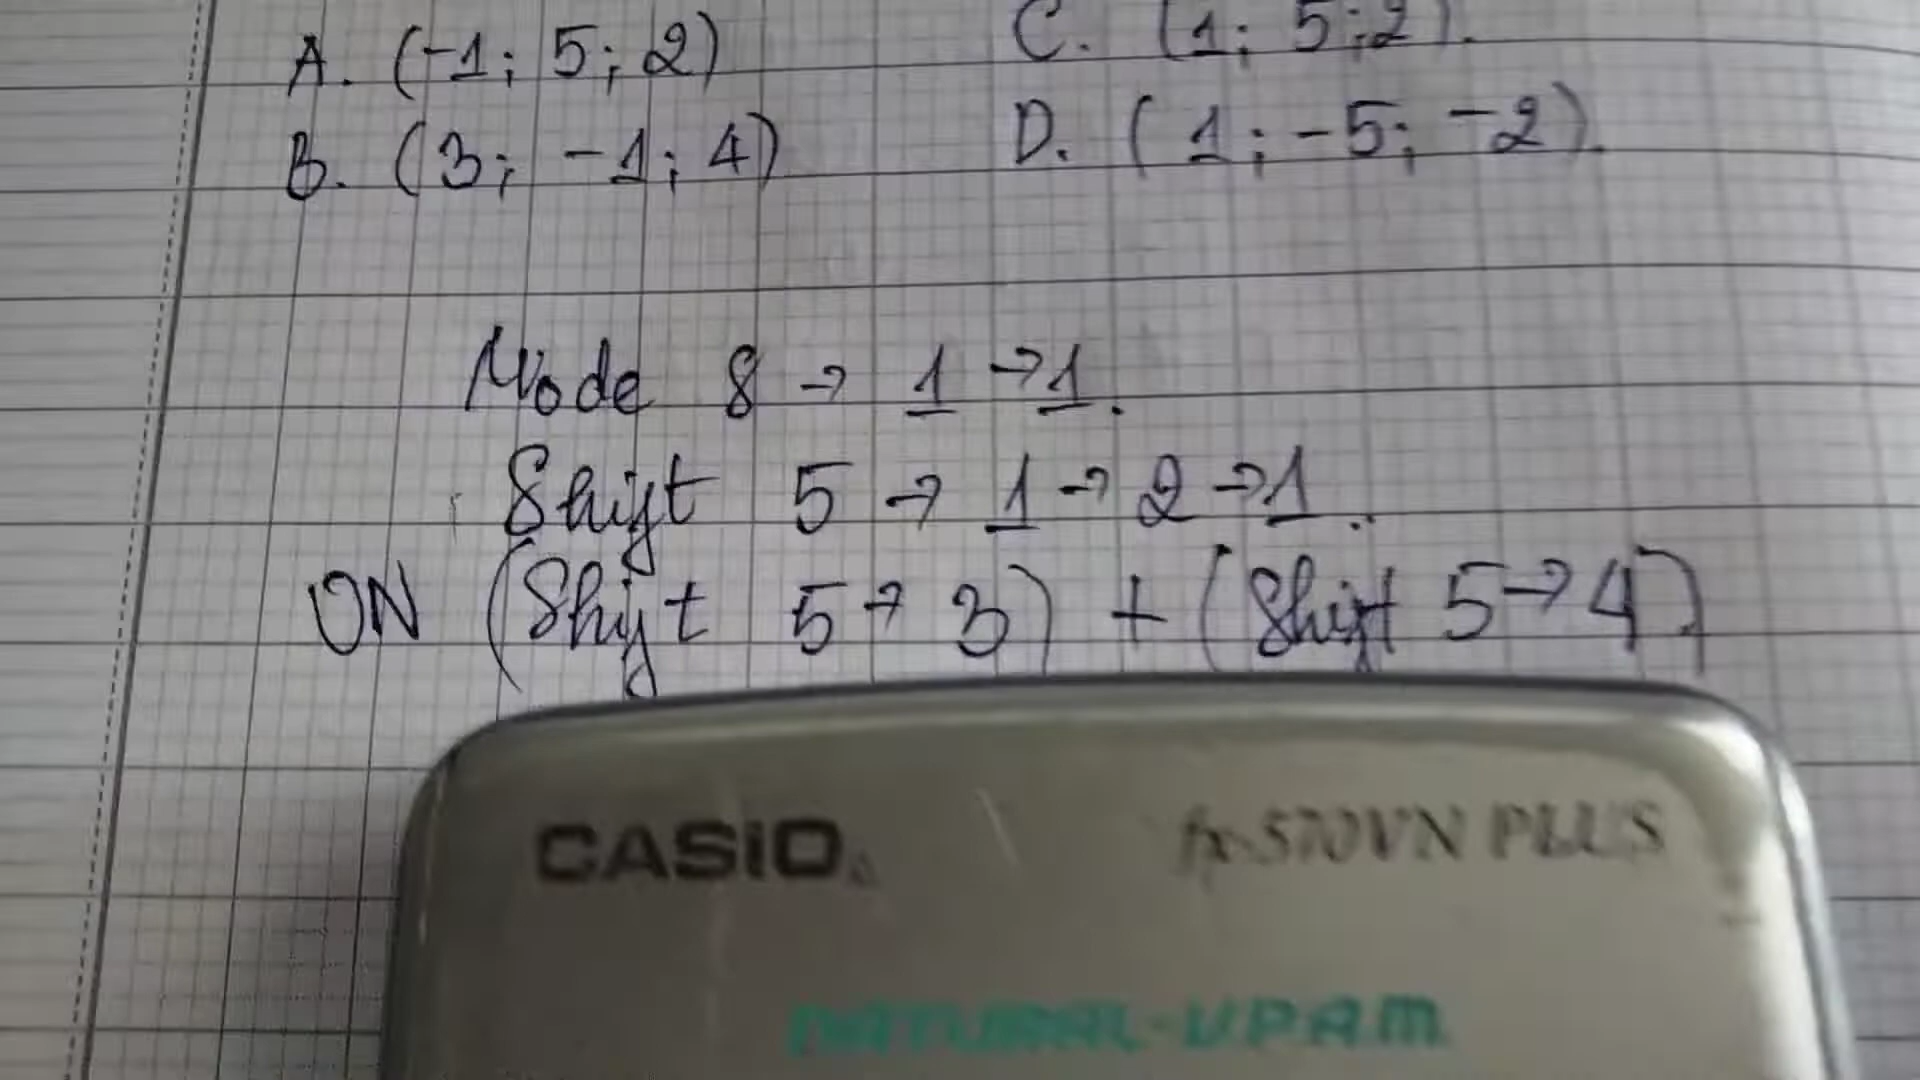 A. (-1; 5; 2) C. (1; 5; 2).
B. (3; -1; 4) D. (1; -5; -2).
Mode 8 → 1 → 1.
Shift 5 → 1 → 2 → 1.
ON (Shift 5 → 3) + (Shift 5 → 4)
CASIO fx-570VN PLUS
NATURAL-V.P.A.M.